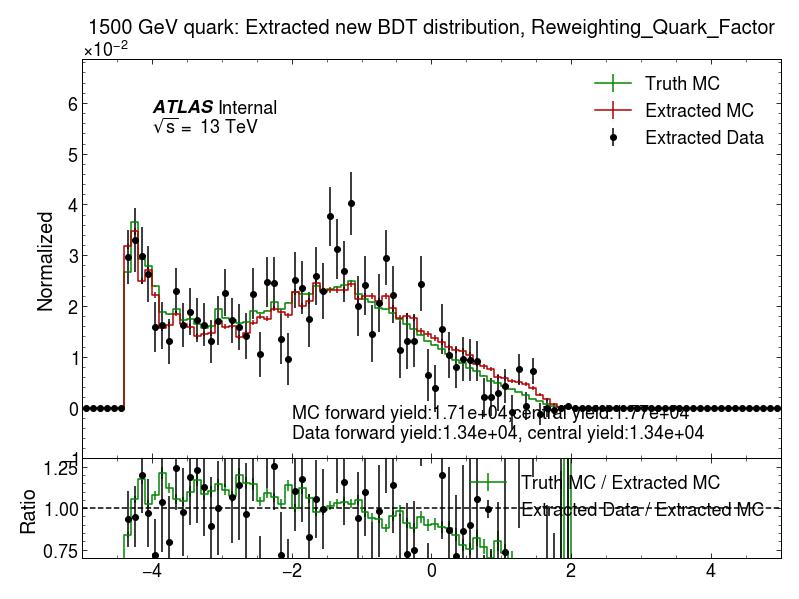 1500 GeV quark: Extracted new BDT distribution, Reweighting_Quark_Factor
×10−2
ATLAS Internal
√s = 13 TeV
Truth MC
Extracted MC
Extracted Data
Normalized
6
5
4
3
2
1
0
MC forward yield:1.71e+04,central yield:1.77e+04
Data forward yield:1.34e+04, central yield:1.34e+04
1
Ratio
1.25
1.00
0.75
Truth MC / Extracted MC
Extracted Data / Extracted MC
−4 −2 0 2 4